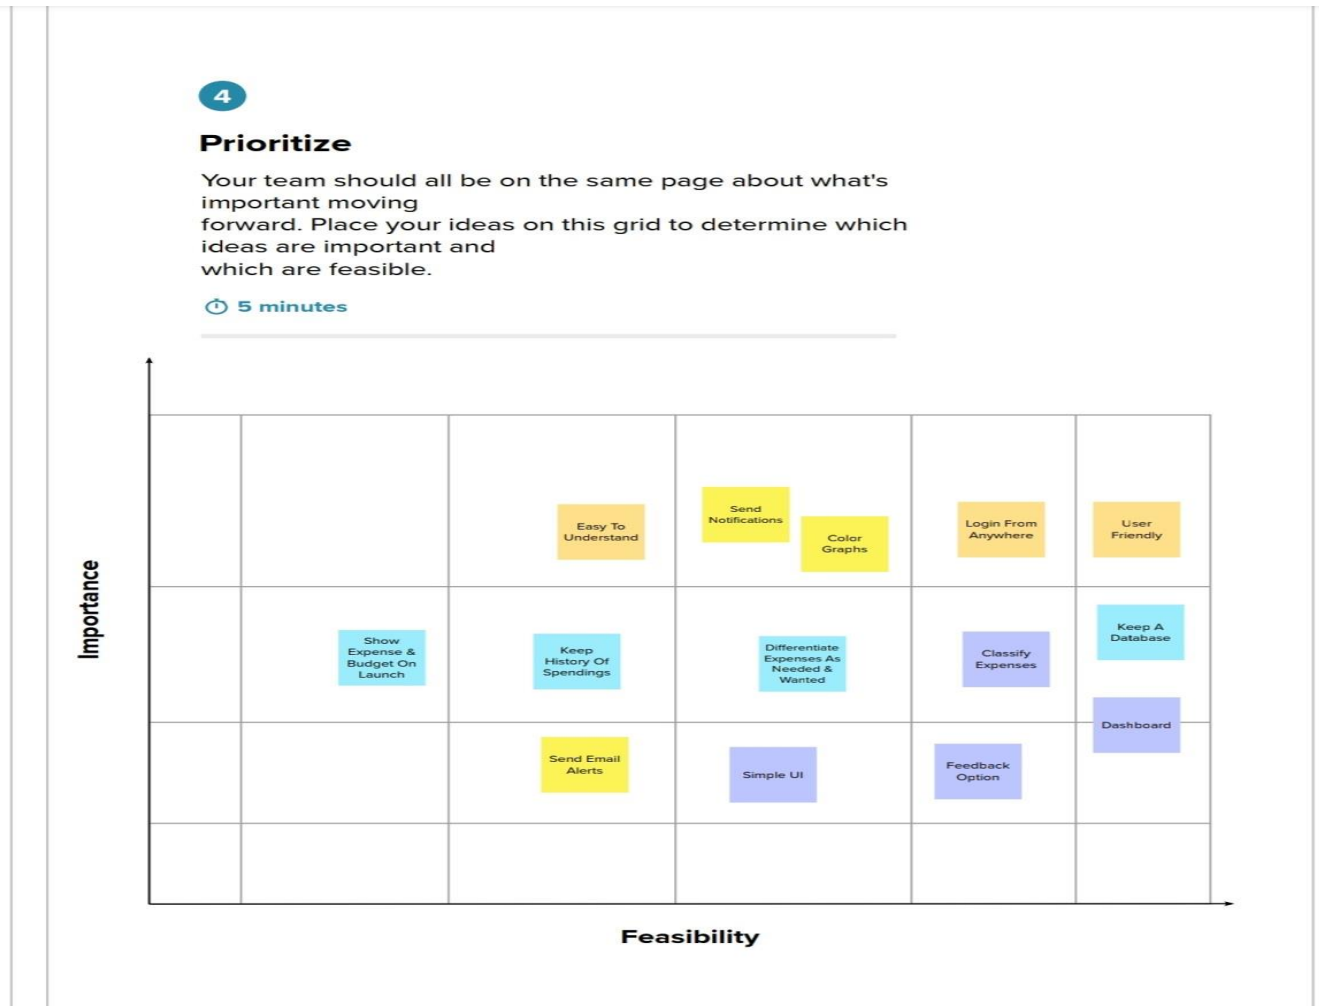 4
Prioritize
Your team should all be on the same page about what's
important moving
forward. Place your ideas on this grid to determine which
ideas are important and
which are feasible.
5 minutes
Importance
Easy To
Understand
Send
Notifications
Color
Graphs
Login From
Anywhere
User
Friendly
Show
Expense &
Budget On
Launch
Keep
History Of
Spendings
Differentiate
Expenses As
Needed &
Wanted
Classify
Expenses
Keep A
Database
Dashboard
Send Email
Alerts
Simple UI
Feedback
Option
Feasibility